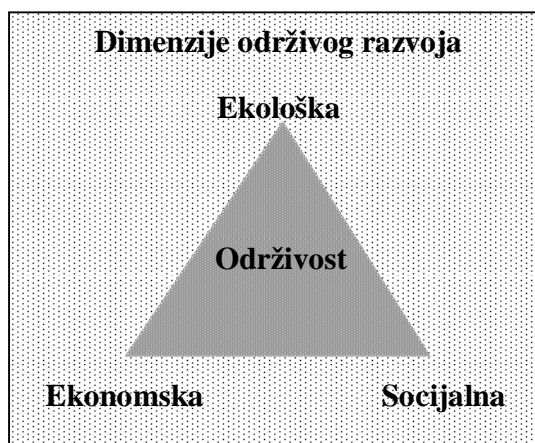 Dimenzije održivog razvoja
Ekološka
Održivost
Ekonomska
Socijalna